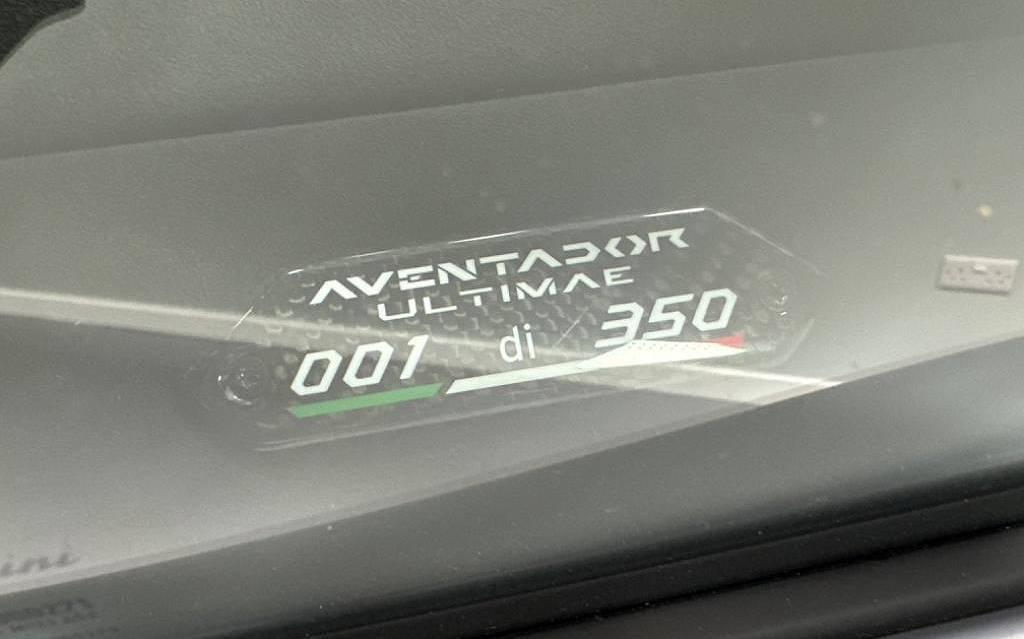 AVENTADOR
ULTIMAE
001 di 350